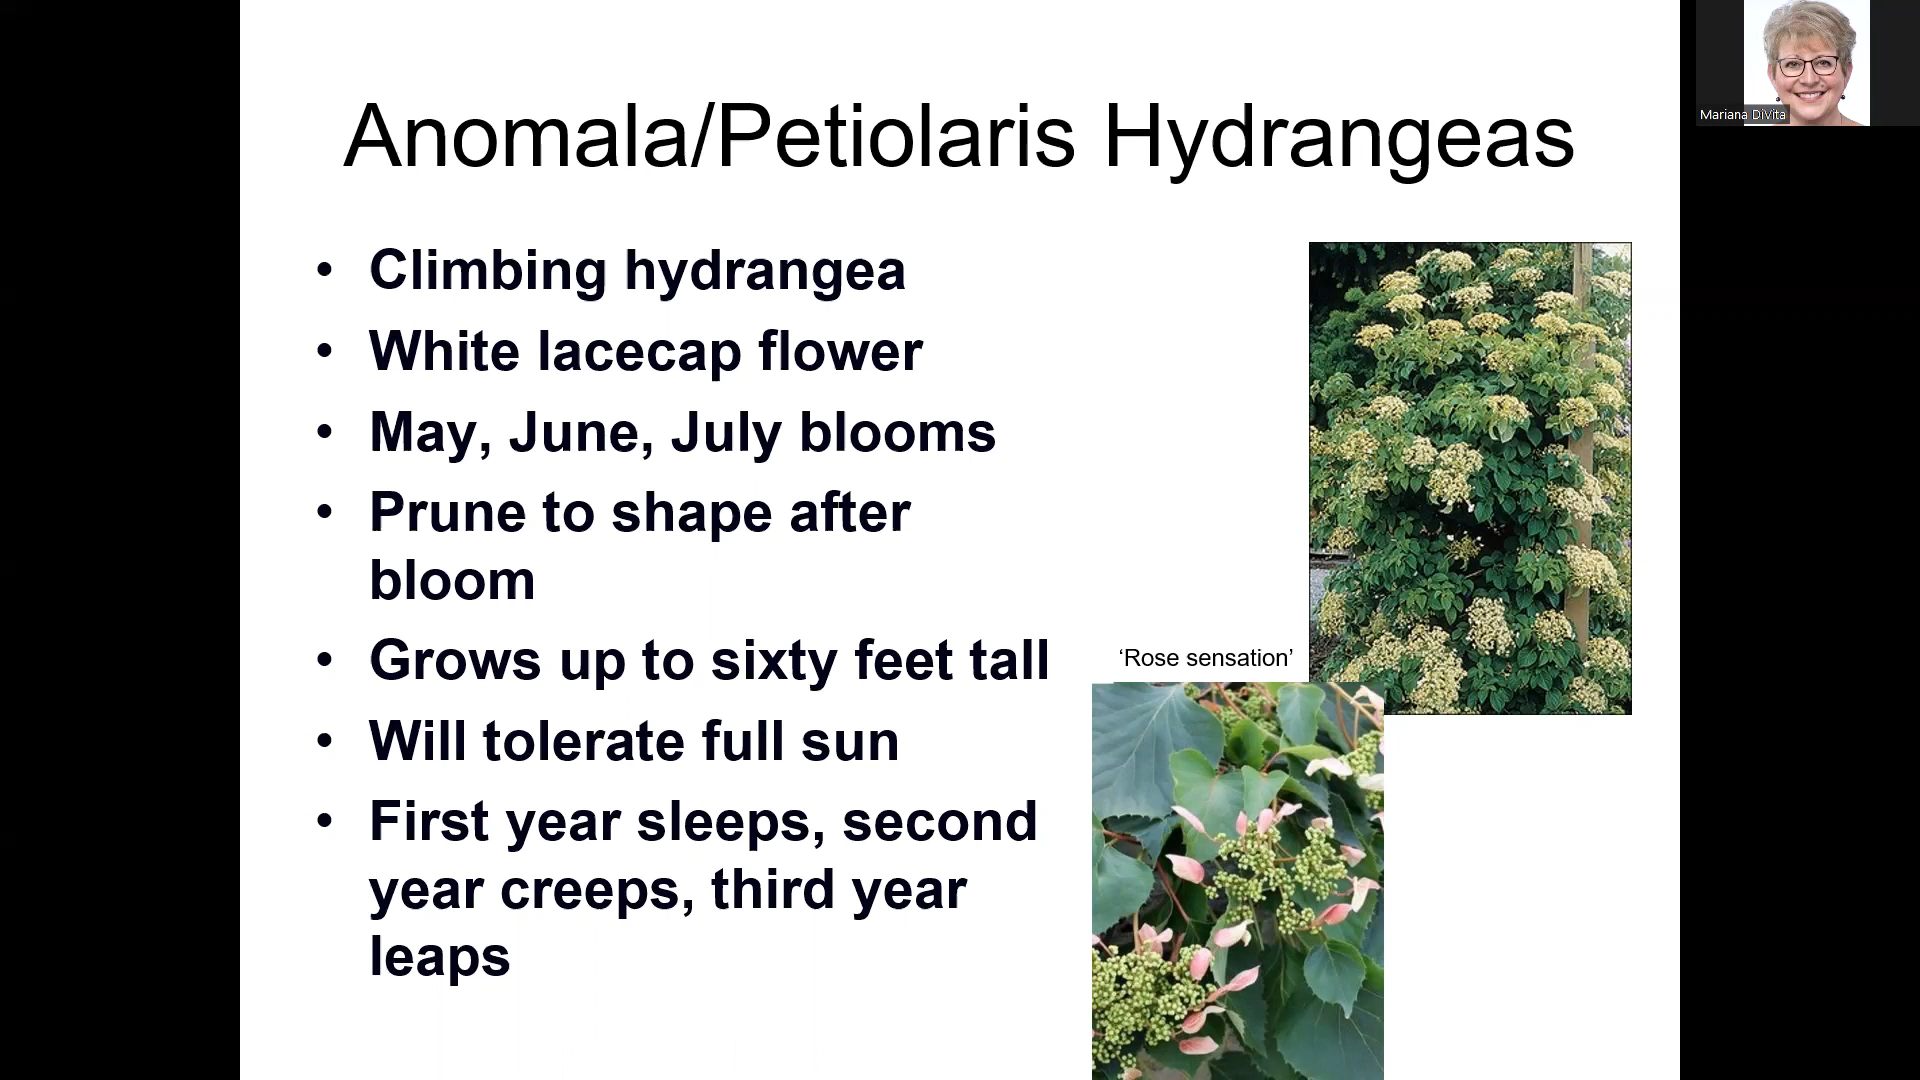 Anomala/Petiolaris Hydrangeas
• Climbing hydrangea
• White lacecap flower
• May, June, July blooms
• Prune to shape after
bloom
• Grows up to sixty feet tall
• Will tolerate full sun
• First year sleeps, second
year creeps, third year
leaps
‘Rose sensation’
Mariana DiVita